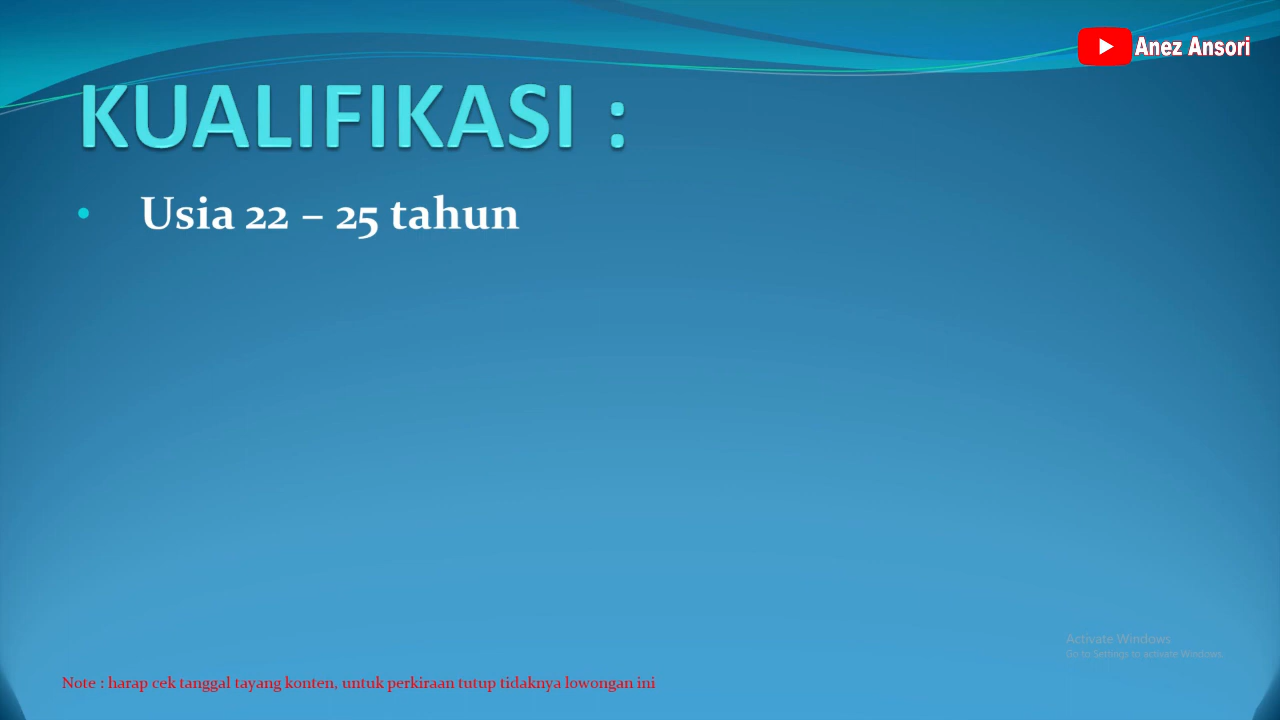 Anez Ansori
KUALIFIKASI :
• Usia 22 – 25 tahun
Activate Windows
Go to Settings to activate Windows.
Note : harap cek tanggal tayang konten, untuk perkiraan tutup tidaknya lowongan ini